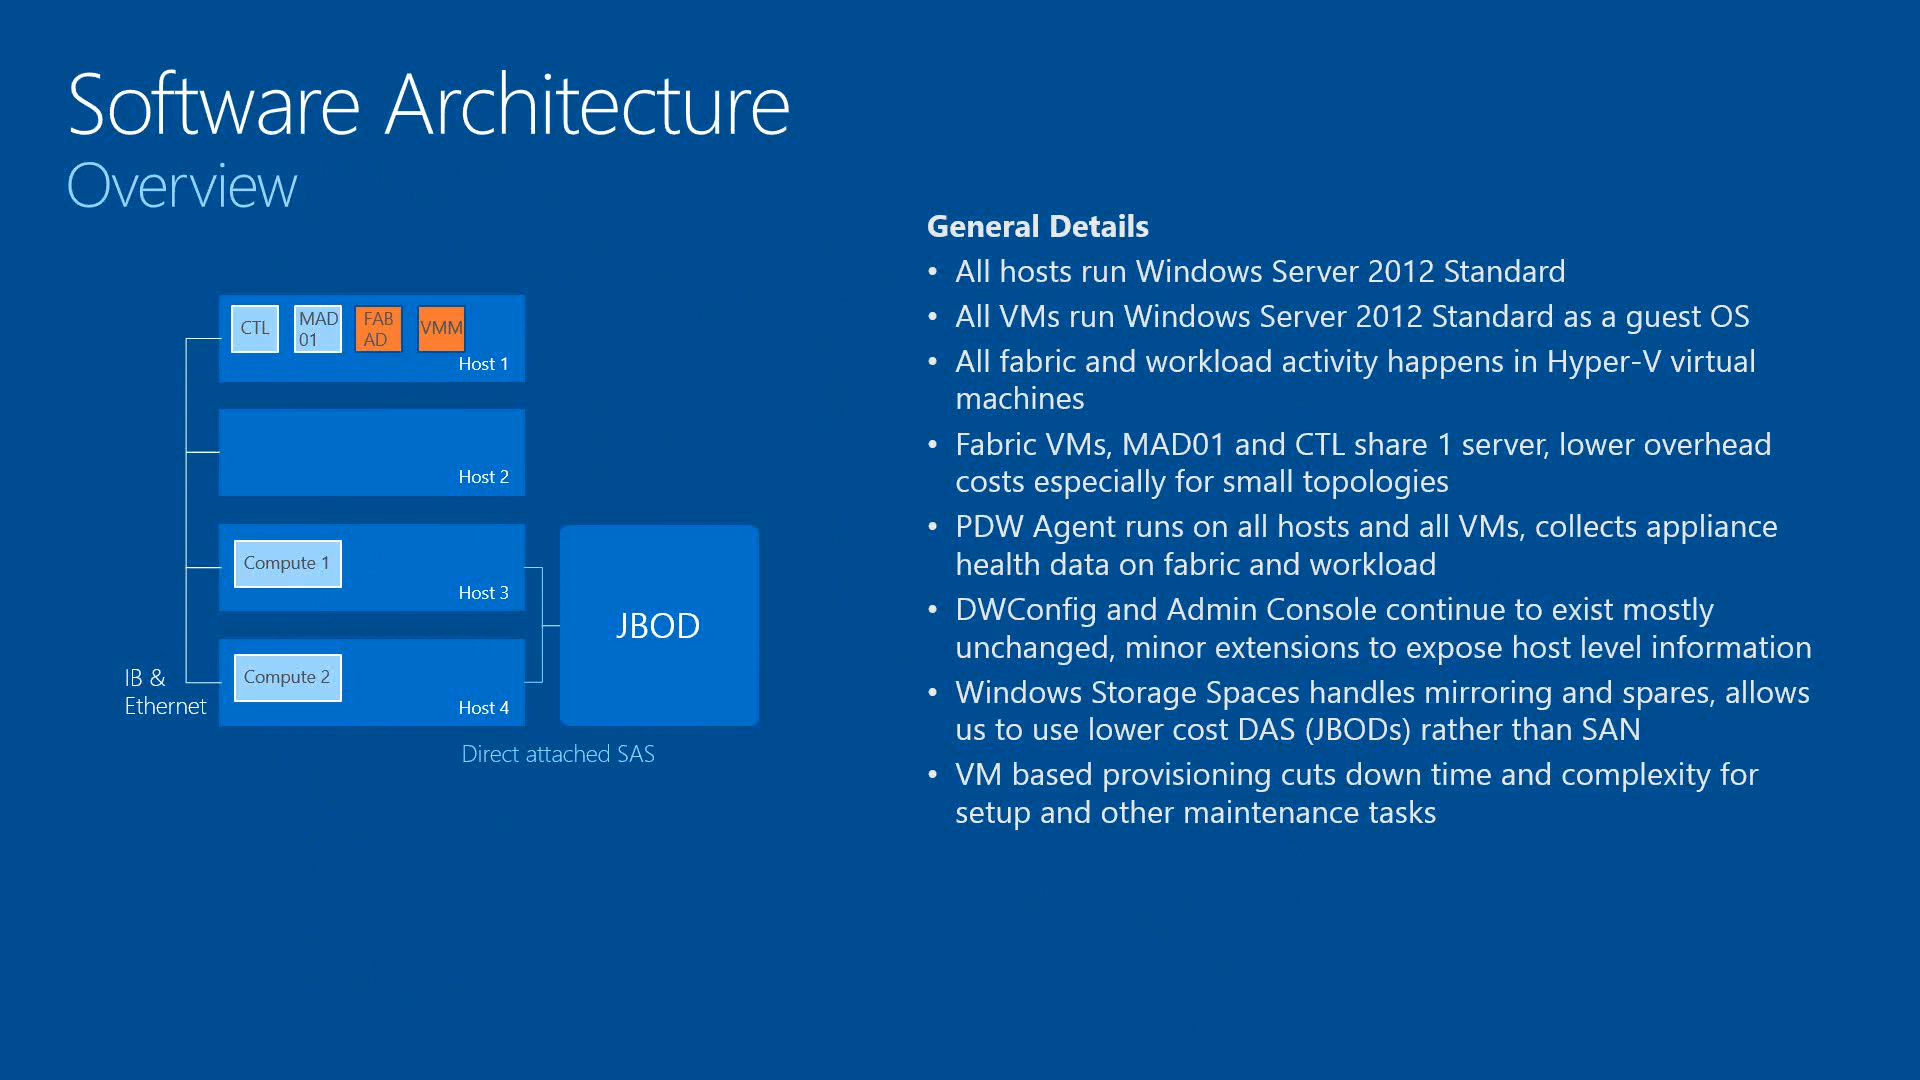 Software Architecture
Overview
CTL
MAD
01
FAB
AD
VMM
Host 1
Host 2
Compute 1
Host 3
Compute 2
Host 4
IB &
Ethernet
JBOD
Direct attached SAS
General Details
• All hosts run Windows Server 2012 Standard
• All VMs run Windows Server 2012 Standard as a guest OS
• All fabric and workload activity happens in Hyper-V virtual
machines
• Fabric VMs, MAD01 and CTL share 1 server, lower overhead
costs especially for small topologies
• PDW Agent runs on all hosts and all VMs, collects appliance
health data on fabric and workload
• DWConfig and Admin Console continue to exist mostly
unchanged, minor extensions to expose host level information
• Windows Storage Spaces handles mirroring and spares, allows
us to use lower cost DAS (JBODs) rather than SAN
• VM based provisioning cuts down time and complexity for
setup and other maintenance tasks